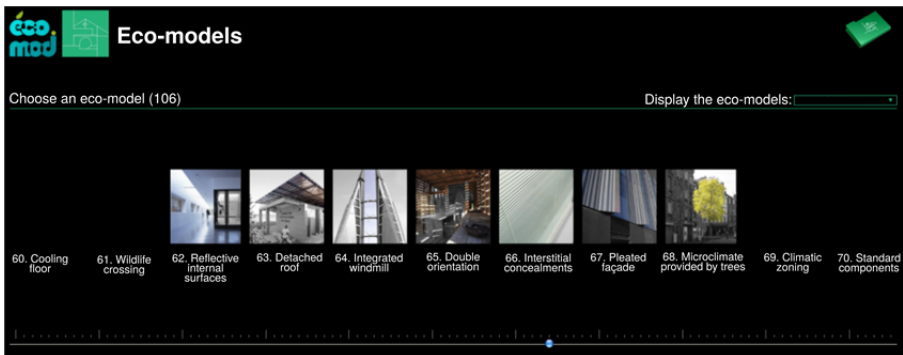 éco.
mod
Eco-models
Choose an eco-model (106)
Display the eco-models:
60. Cooling
floor
61. Wildlife
crossing
62. Reflective
internal
surfaces
63. Detached
roof
64. Integrated
windmill
65. Double
orientation
66. Interstitial
concealments
67. Pleated
façade
68. Microclimate
provided by trees
69. Climatic
zoning
70. Standard
components